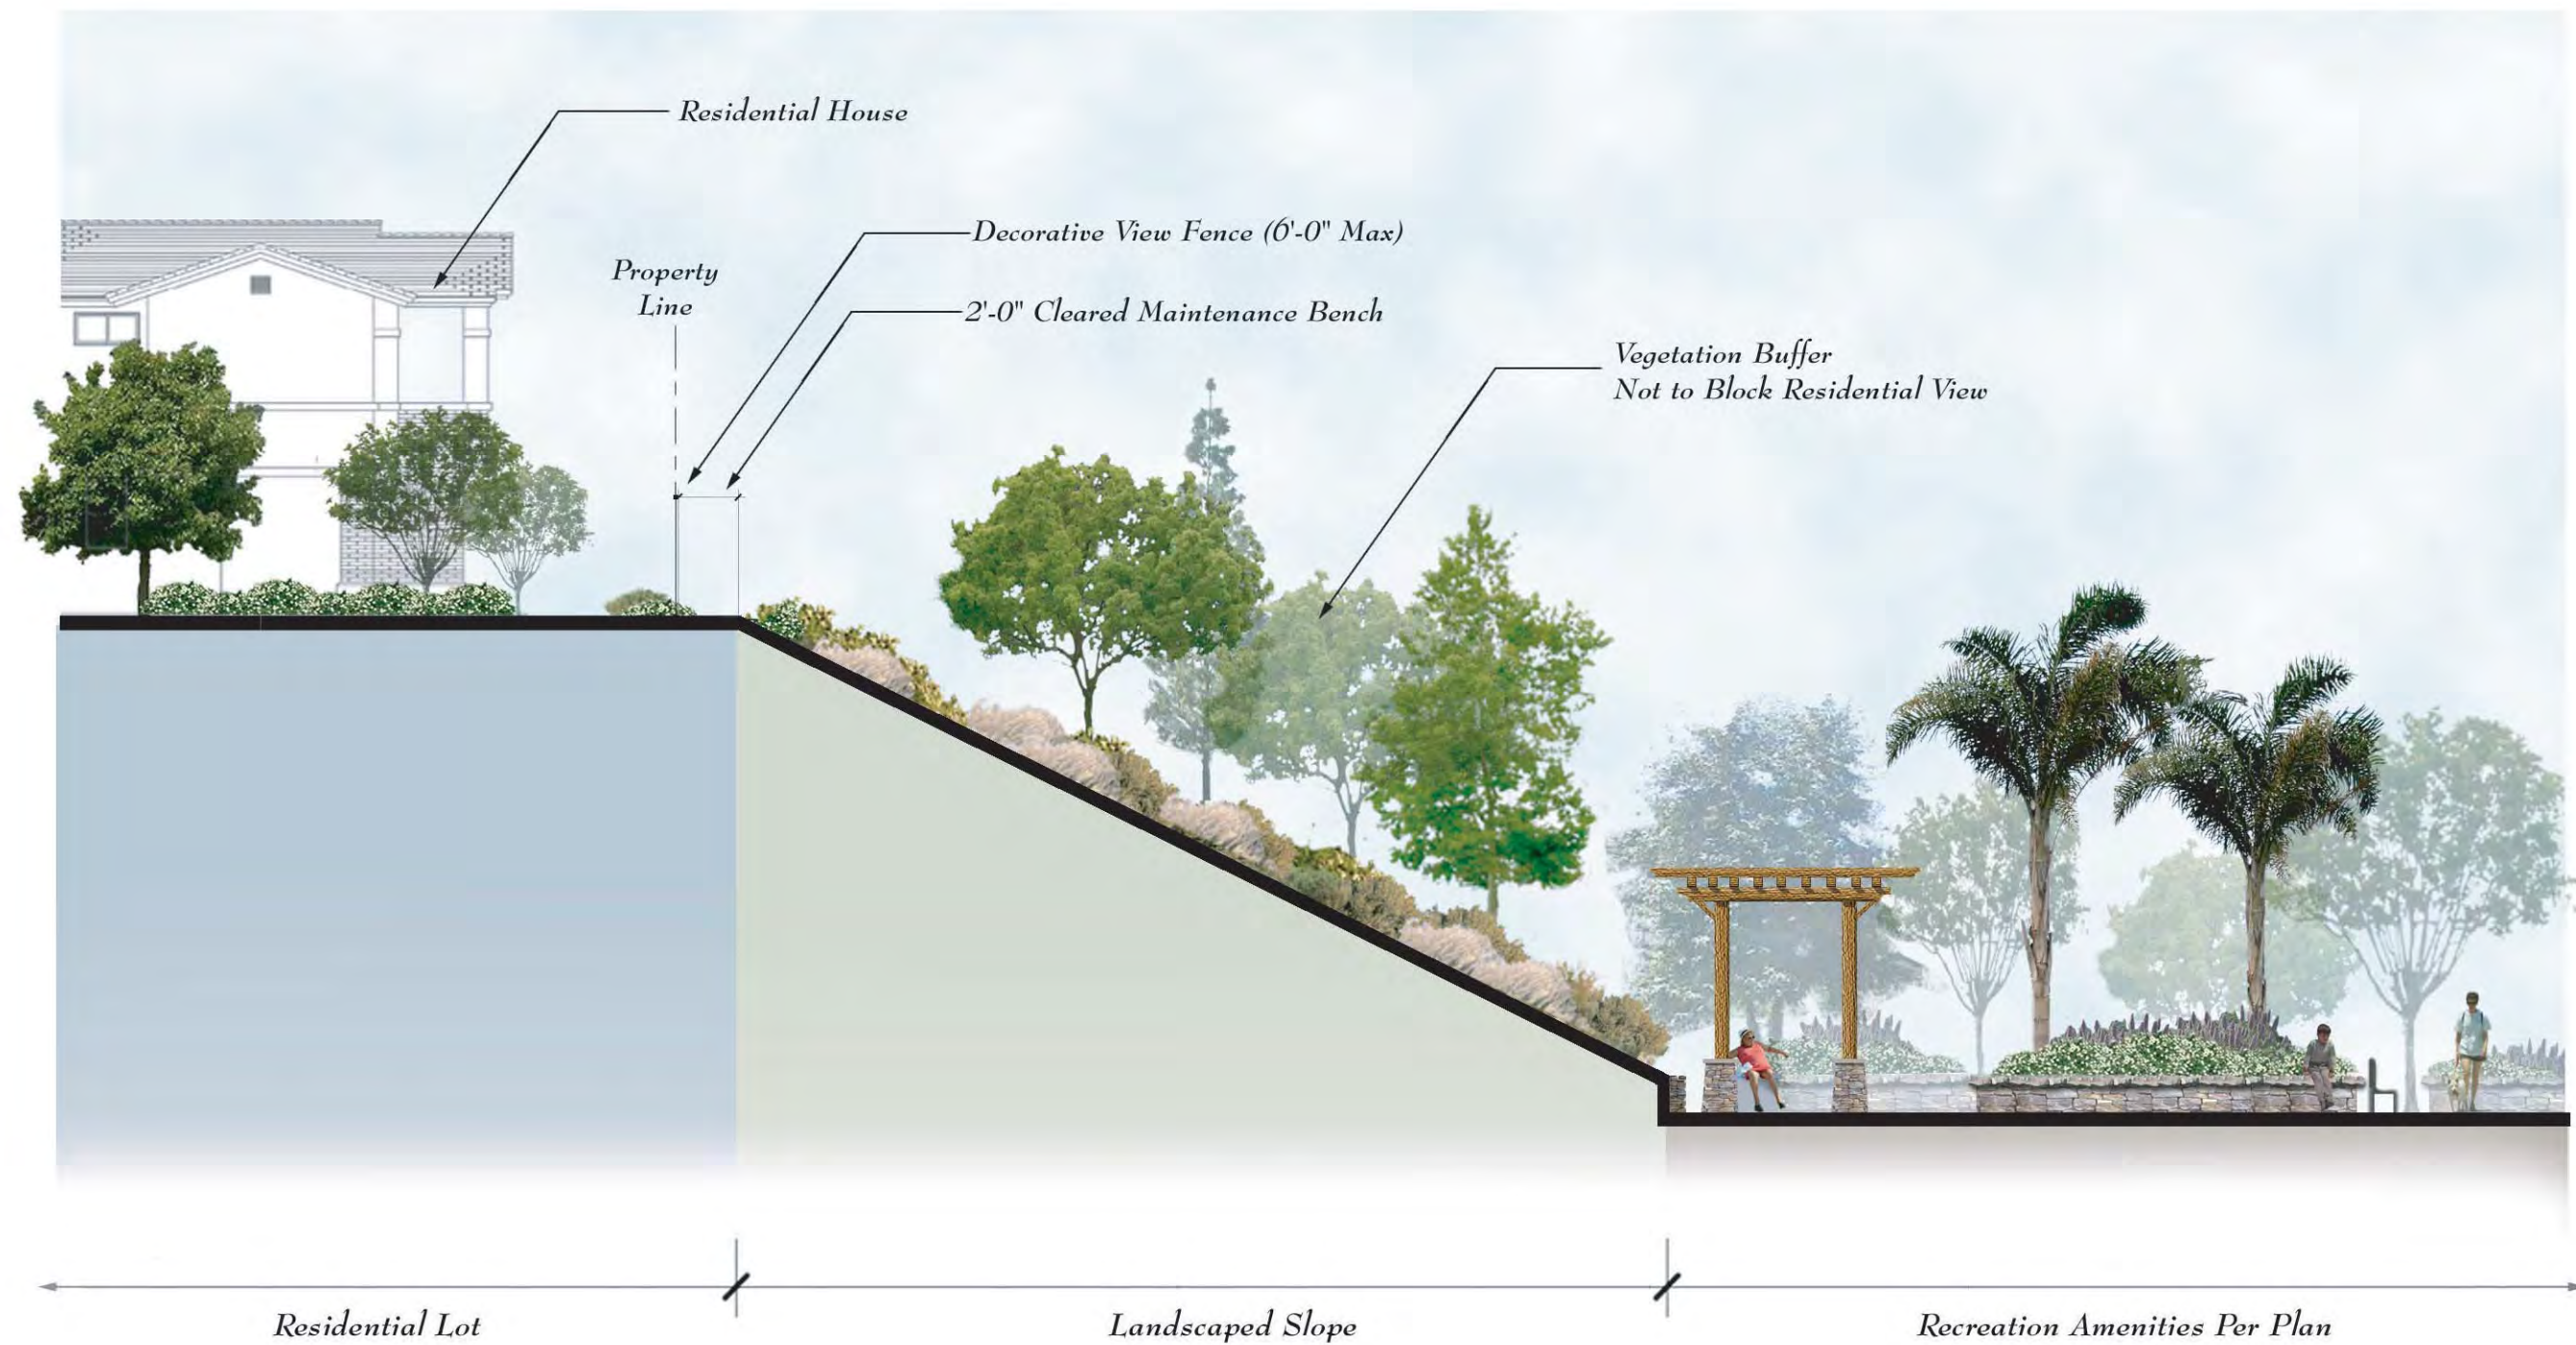 Residential House
Decorative View Fence (6'-0" Max)
Property
Line
2'-0" Cleared Maintenance Bench
Vegetation Buffer
Not to Block Residential View
Residential Lot
Landscaped Slope
Recreation Amenities Per Plan